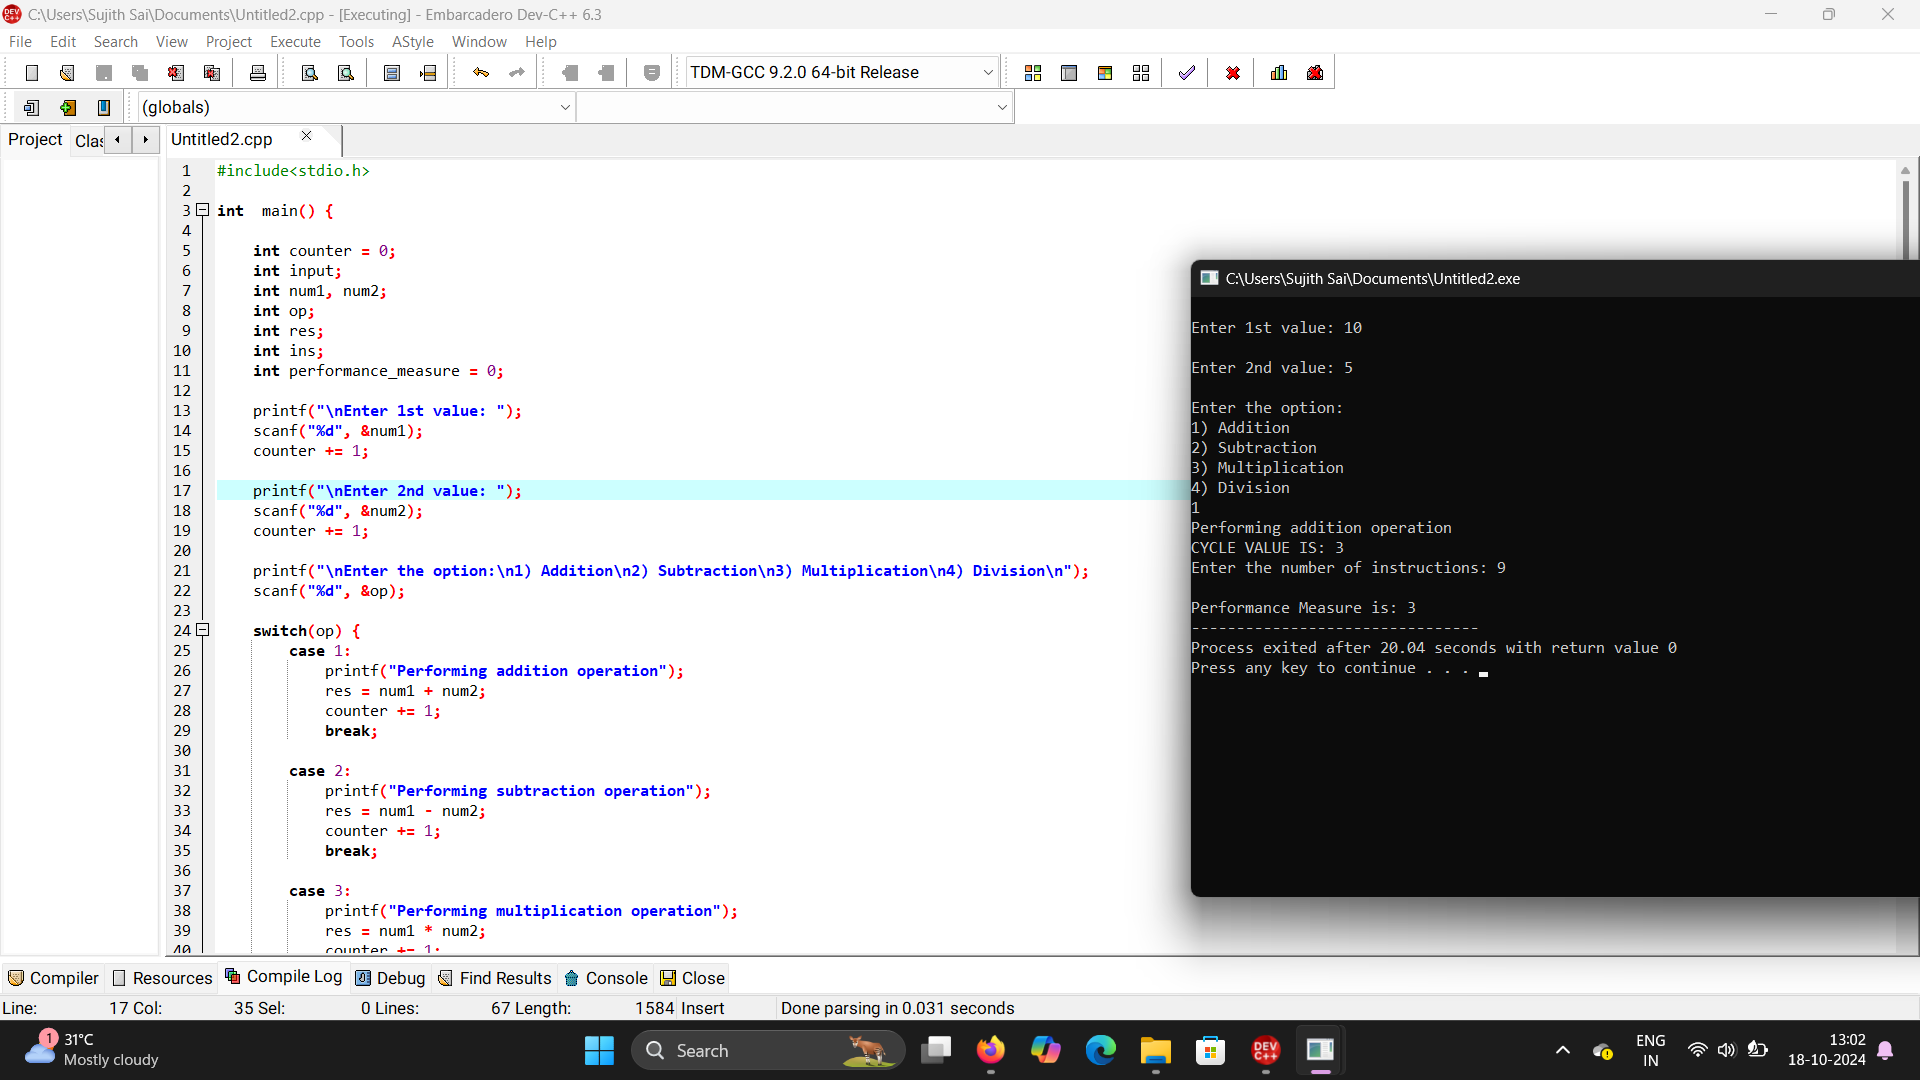 C:\Users\Sujith Sai\Documents\Untitled2.cpp - [Executing] - Embarcadero Dev-C++ 6.3
File Edit Search View Project Execute Tools AStyle Window Help
TDM-GCC 9.2.0 64-bit Release
(globals)
Project Clas Untitled2.cpp
1 #include<stdio.h>
2
3 int main() {
4
5 int counter = 0;
6 int input;
7 int num1, num2;
8 int op;
9 int res;
10 int ins;
11 int performance_measure = 0;
12
13 printf("\nEnter 1st value: ");
14 scanf("%d", &num1);
15 counter += 1;
16
17 printf("\nEnter 2nd value: ");
18 scanf("%d", &num2);
19 counter += 1;
20
21 printf("\nEnter the option:\n1) Addition\n2) Subtraction\n3) Multiplication\n4) Division\n");
22 scanf("%d", &op);
23
24 switch(op) {
25 case 1:
26 printf("Performing addition operation");
27 res = num1 + num2;
28 counter += 1;
29 break;
30
31 case 2:
32 printf("Performing subtraction operation");
33 res = num1 - num2;
34 counter += 1;
35 break;
36
37 case 3:
38 printf("Performing multiplication operation");
39 res = num1 * num2;
40 counter += 1;
C:\Users\Sujith Sai\Documents\Untitled2.exe
Enter 1st value: 10
Enter 2nd value: 5
Enter the option:
1) Addition
2) Subtraction
3) Multiplication
4) Division
1
Performing addition operation
CYCLE VALUE IS: 3
Enter the number of instructions: 9
Performance Measure is: 3
--------------------------------
Process exited after 20.04 seconds with return value 0
Press any key to continue . . .
Compiler Resources Compile Log Debug Find Results Console Close
Line: 17 Col: 35 Sel: 0 Lines: 67 Length: 1584 Insert Done parsing in 0.031 seconds
1
31°C
Mostly cloudy
Search
DEV C++
ENG
IN
13:02
18-10-2024